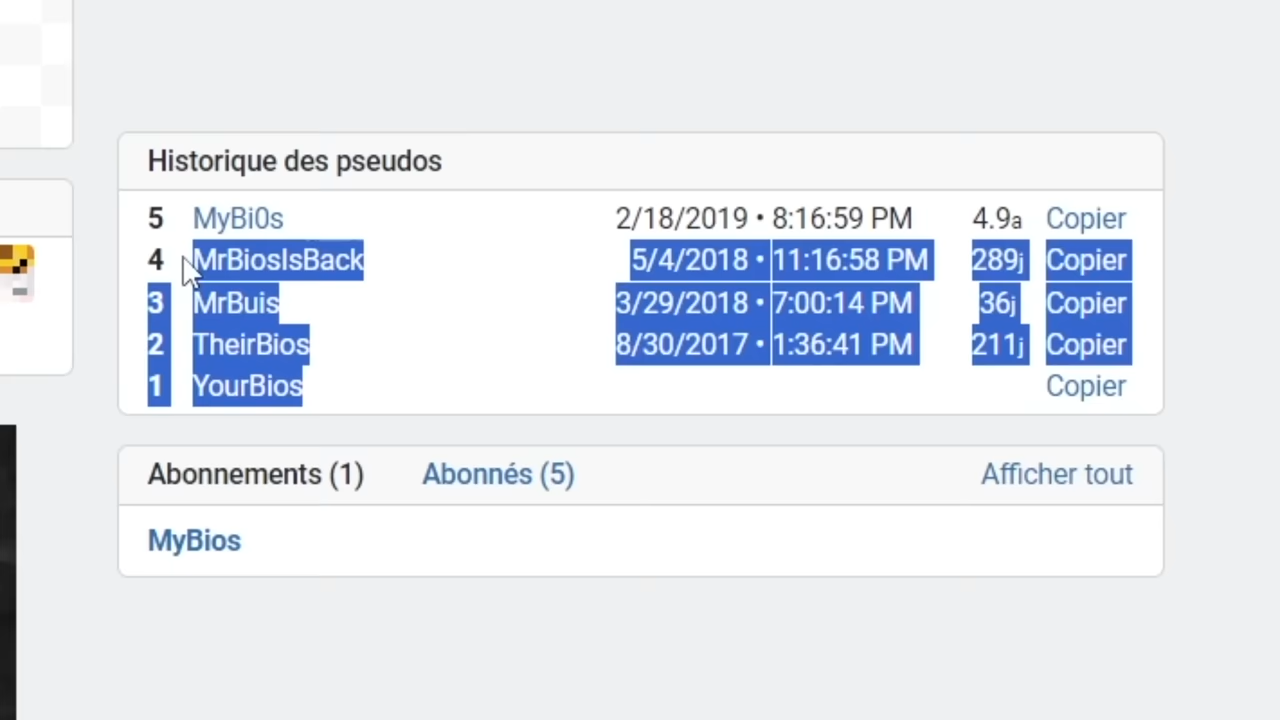 Historique des pseudos
5 MyBi0s 2/18/2019 • 8:16:59 PM 4.9a Copier
4 MrBiosIsBack 5/4/2018 • 11:16:58 PM 289j Copier
3 MrBuis 3/29/2018 • 7:00:14 PM 36j Copier
2 TheirBios 8/30/2017 • 1:36:41 PM 211j Copier
1 YourBios Copier
Abonnements (1) Abonnés (5) Afficher tout
MyBios